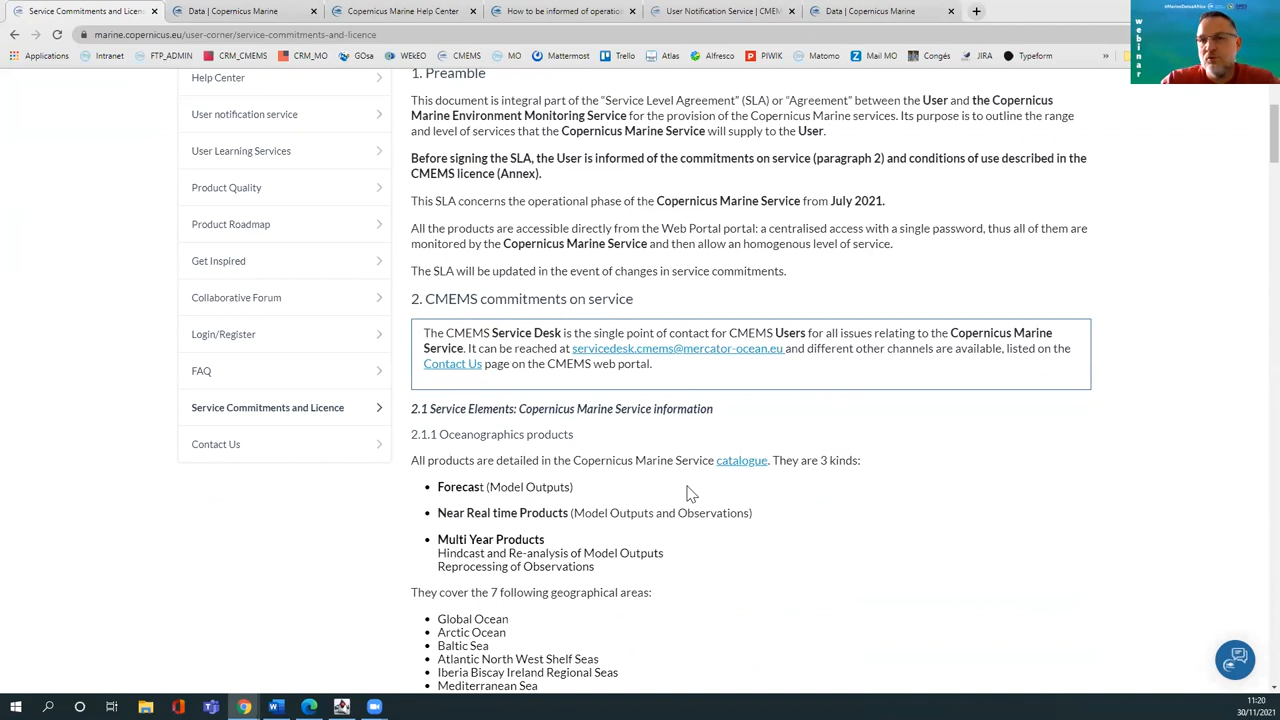 Service Commitments and Licenc
Data | Copernicus Marine
Copernicus Marine Help Center
How to be informed of operation
User Notification Service | CMEM
Data | Copernicus Marine
marine.copernicus.eu/user-corner/service-commitments-and-licence
Applications
Intranet
FTP_ADMIN
CRM_CMEMS
CRM_MO
GOsa
WEkEO
CMEMS
MO
Mattermost
Trello
Atlas
Afresch
PIWIK
Matomo
Mail MO
Congés
JIRA
Typeform
»
webinar
Help Center
User notification service
User Learning Services
Product Quality
Product Roadmap
Get Inspired
Collaborative Forum
Login/Register
FAQ
Service Commitments and Licence
Contact Us
1. Preamble
This document is integral part of the “Service Level Agreement” (SLA) or “Agreement” between the User and the Copernicus
Marine Environment Monitoring Service for the provision of the Copernicus Marine services. Its purpose is to outline the range
and level of services that the Copernicus Marine Service will supply to the User.
Before signing the SLA, the User is informed of the commitments on service (paragraph 2) and conditions of use described in the
CMEMS licence (Annex).
This SLA concerns the operational phase of the Copernicus Marine Service from July 2021.
All the products are accessible directly from the Web Portal portal: a centralised access with a single password, thus all of them are
monitored by the Copernicus Marine Service and then allow an homogenous level of service.
The SLA will be updated in the event of changes in service commitments.
2. CMEMS commitments on service
The CMEMS Service Desk is the single point of contact for CMEMS Users for all issues relating to the Copernicus Marine
Service. It can be reached at servicedesk.cmems@mercator-ocean.eu and different other channels are available, listed on the
Contact Us page on the CMEMS web portal.
2.1 Service Elements: Copernicus Marine Service information
2.1.1 Oceanographics products
All products are detailed in the Copernicus Marine Service catalogue. They are 3 kinds:
• Forecast (Model Outputs)
• Near Real time Products (Model Outputs and Observations)
• Multi Year Products
Hindcast and Re-analysis of Model Outputs
Reprocessing of Observations
They cover the 7 following geographical areas:
• Global Ocean
• Arctic Ocean
• Baltic Sea
• Atlantic North West Shelf Seas
• Iberia Biscay Ireland Regional Seas
• Mediterranean Sea
11:20
30/11/2021